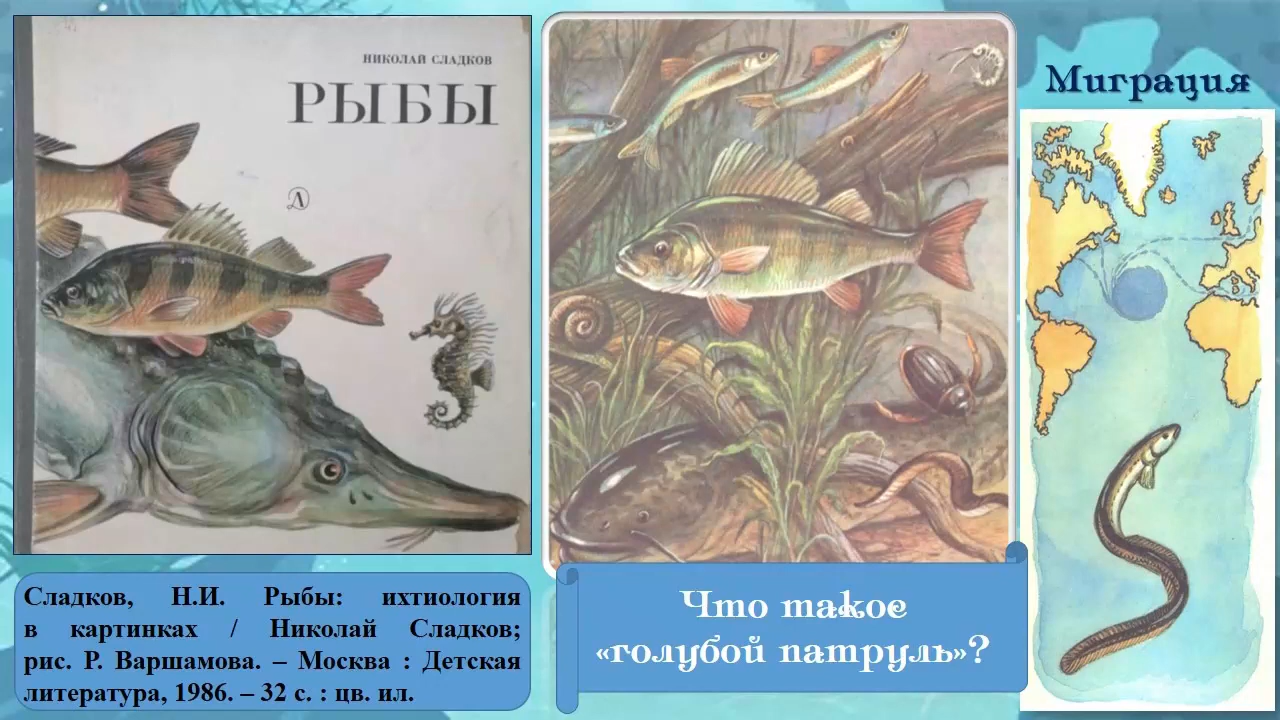 НИКОЛАЙ СЛАДКОВ
РЫБЫ
Сладков, Н.И. Рыбы: ихтиология
в картинках / Николай Сладков;
рис. Р. Варшамова. – Москва : Детская
литература, 1986. – 32 с. : цв. ил.
Что такое
«голубой патруль»?
Миграция